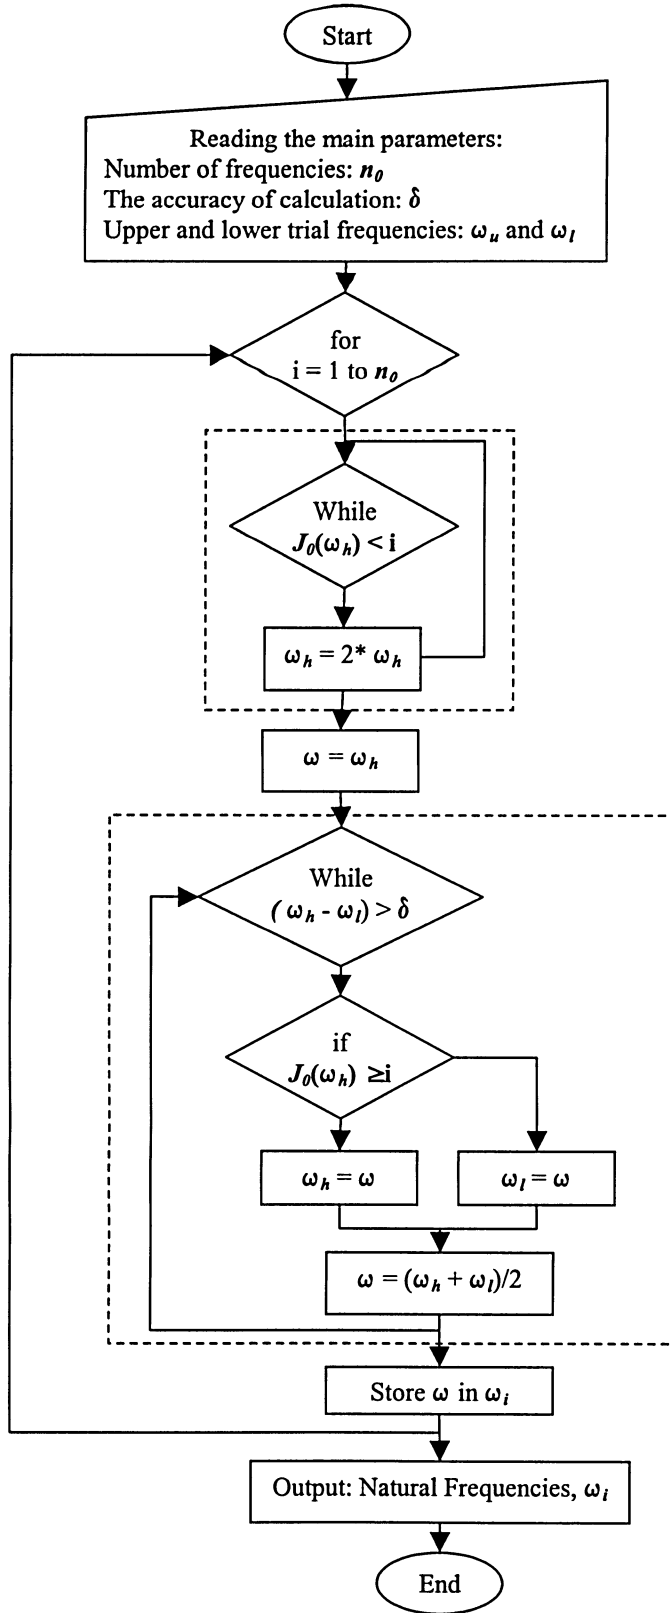 Start
Reading the main parameters:
Number of frequencies: n₀
The accuracy of calculation: δ
Upper and lower trial frequencies: ωᵤ and ωₗ
for
i = 1 to n₀
While
J₀(ωₕ) < i
ωₕ = 2* ωₕ
ω = ωₕ
While
( ωₕ - ωₗ) > δ
if
J₀(ωₕ) ≥i
ωₕ = ω
ωₗ = ω
ω = (ωₕ + ωₗ)/2
Store ω in ωᵢ
Output: Natural Frequencies, ωᵢ
End